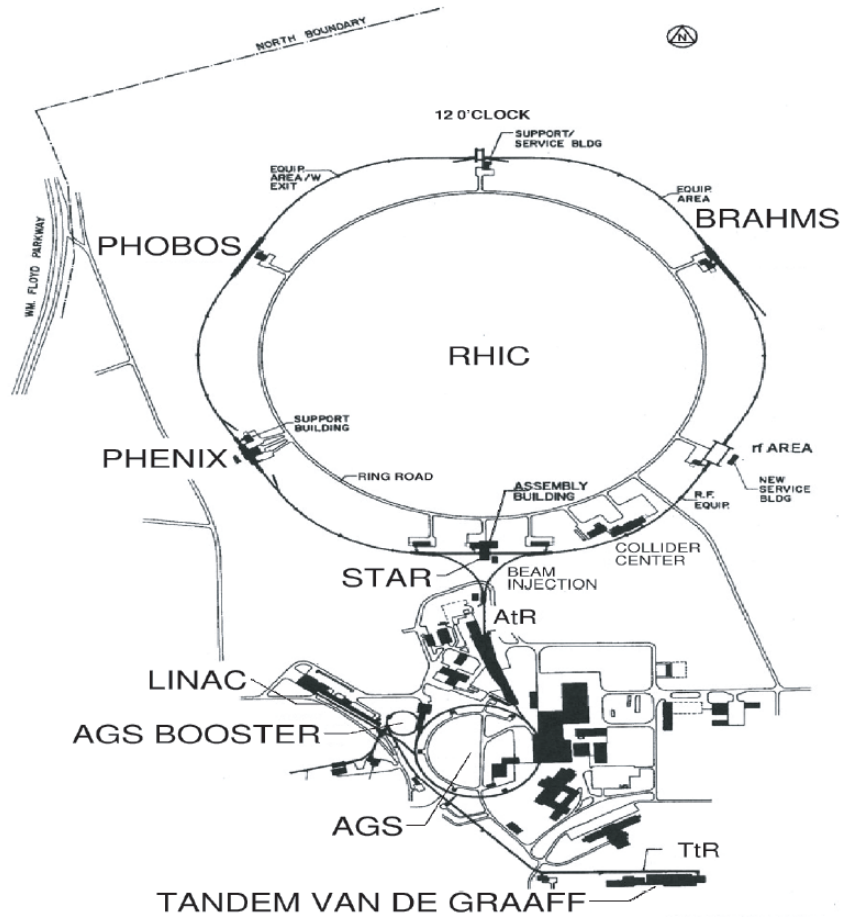 NORTH BOUNDARY
N
12 0'CLOCK
SUPPORT/
SERVICE BLDG
EQUIP.
AREA/W
EXIT
EQUIP.
AREA
BRAHMS
PHOBOS
WM. FLOYD PARKWAY
RHIC
SUPPORT
BUILDING
PHENIX
rf AREA
RING ROAD
NEW
SERVICE
BLDG
R.F.
EQUIP.
ASSEMBLY
BUILDING
COLLIDER
CENTER
STAR
BEAM
INJECTION
AtR
LINAC
AGS BOOSTER
AGS
TtR
TANDEM VAN DE GRAAFF